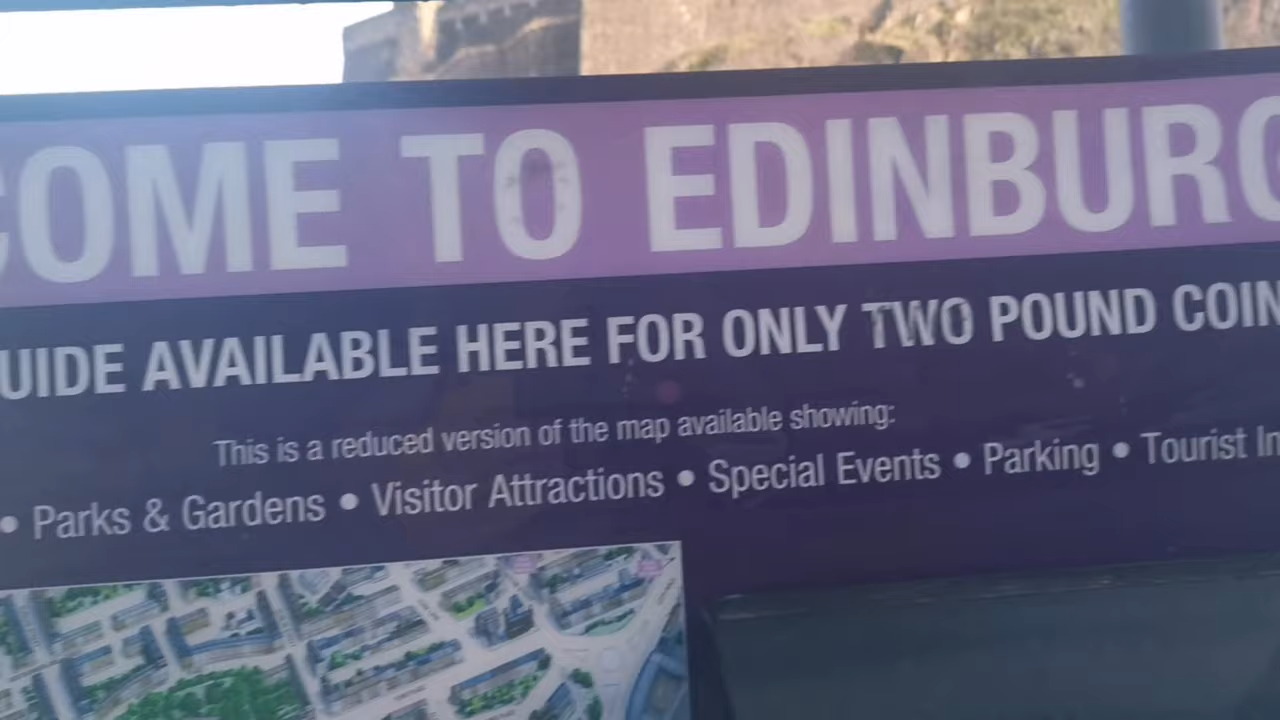 COME TO EDINBURG
UIDE AVAILABLE HERE FOR ONLY TWO POUND COIN
This is a reduced version of the map available showing:
• Parks & Gardens • Visitor Attractions • Special Events • Parking • Tourist In